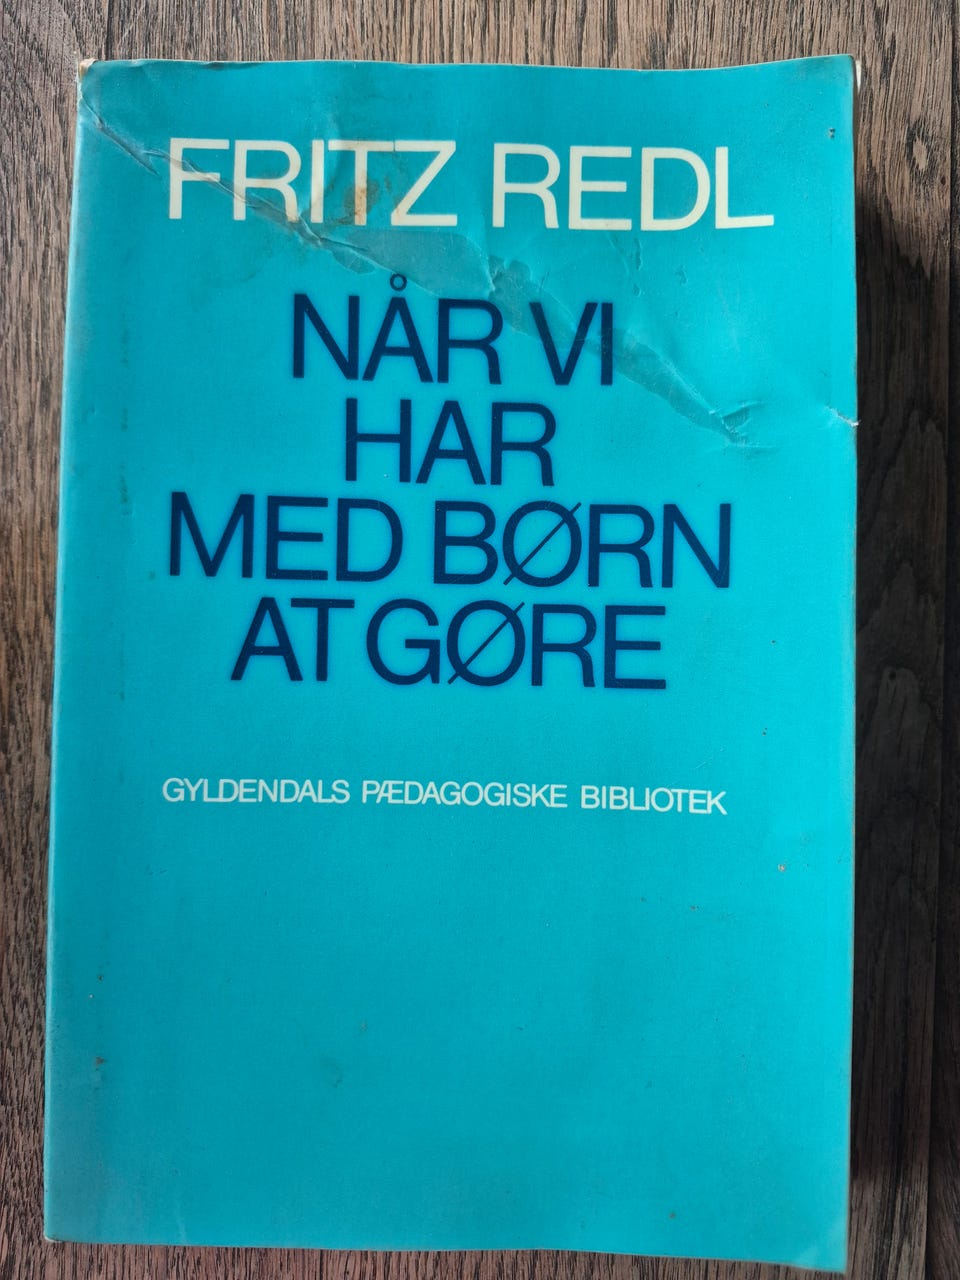 FRITZ REDL
NÅR VI
HAR
MED BØRN
AT GØRE
GYLDENDALS PÆDAGOGISKE BIBLIOTEK